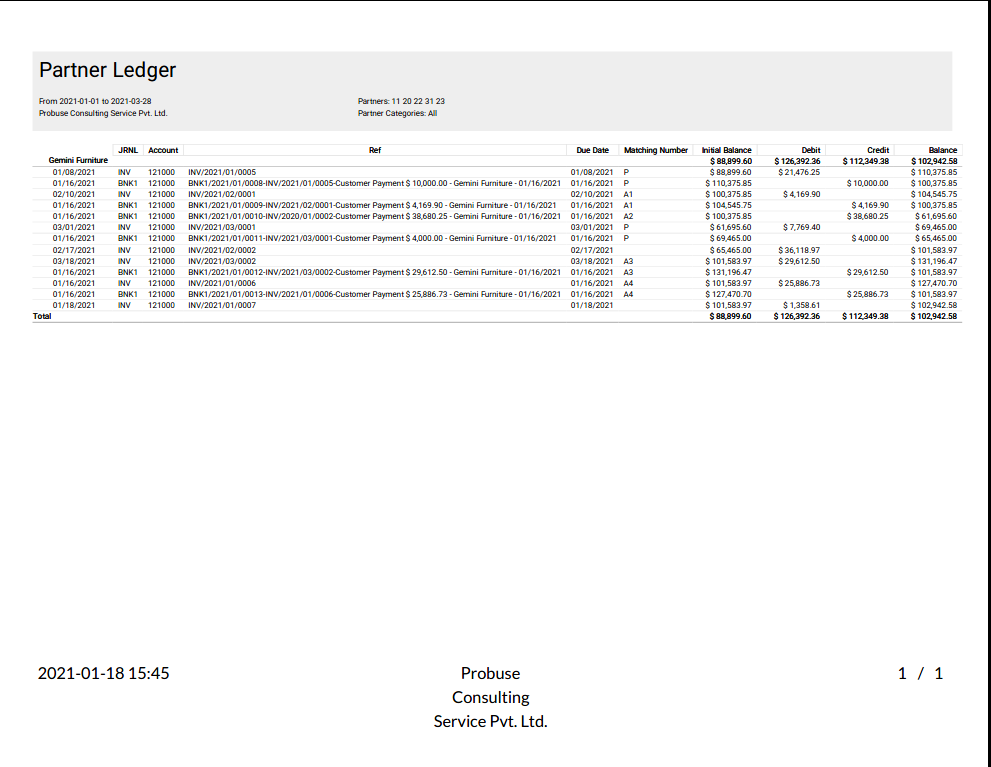 Partner Ledger
From 2021-01-01 to 2021-03-28 Partners: 11 20 22 31 23
Probuse Consulting Service Pvt. Ltd. Partner Categories: All
JRNL Account Ref Due Date Matching Number Initial Balance Debit Credit Balance
Gemini Furniture $ 88,899.60 $ 126,392.36 $ 112,349.38 $ 102,942.58
01/08/2021 INV 121000 INV/2021/01/0005 01/08/2021 P $ 88,899.60 $ 21,476.25 $ 110,375.85
01/16/2021 BNK1 121000 BNK1/2021/01/0008-INV/2021/01/0005-Customer Payment $ 10,000.00 - Gemini Furniture - 01/16/2021 01/16/2021 P $ 110,375.85 $ 10,000.00 $ 100,375.85
02/10/2021 INV 121000 INV/2021/02/0001 02/10/2021 A1 $ 100,375.85 $ 4,169.90 $ 104,545.75
01/16/2021 BNK1 121000 BNK1/2021/01/0009-INV/2021/02/0001-Customer Payment $ 4,169.90 - Gemini Furniture - 01/16/2021 01/16/2021 A1 $ 104,545.75 $ 4,169.90 $ 100,375.85
01/16/2021 BNK1 121000 BNK1/2021/01/0010-INV/2020/01/0002-Customer Payment $ 38,680.25 - Gemini Furniture - 01/16/2021 01/16/2021 A2 $ 100,375.85 $ 38,680.25 $ 61,695.60
03/01/2021 INV 121000 INV/2021/03/0001 03/01/2021 P $ 61,695.60 $ 7,769.40 $ 69,465.00
01/16/2021 BNK1 121000 BNK1/2021/01/0011-INV/2021/03/0001-Customer Payment $ 4,000.00 - Gemini Furniture - 01/16/2021 01/16/2021 P $ 69,465.00 $ 4,000.00 $ 65,465.00
02/17/2021 INV 121000 INV/2021/02/0002 02/17/2021 $ 65,465.00 $ 36,118.97 $ 101,583.97
03/18/2021 INV 121000 INV/2021/03/0002 03/18/2021 A3 $ 101,583.97 $ 29,612.50 $ 131,196.47
01/16/2021 BNK1 121000 BNK1/2021/01/0012-INV/2021/03/0002-Customer Payment $ 29,612.50 - Gemini Furniture - 01/16/2021 01/16/2021 A3 $ 131,196.47 $ 29,612.50 $ 101,583.97
01/16/2021 INV 121000 INV/2021/01/0006 01/16/2021 A4 $ 101,583.97 $ 25,886.73 $ 127,470.70
01/16/2021 BNK1 121000 BNK1/2021/01/0013-INV/2021/01/0006-Customer Payment $ 25,886.73 - Gemini Furniture - 01/16/2021 01/16/2021 A4 $ 127,470.70 $ 25,886.73 $ 101,583.97
01/18/2021 INV 121000 INV/2021/01/0007 01/18/2021 $ 101,583.97 $ 1,358.61 $ 102,942.58
Total $ 88,899.60 $ 126,392.36 $ 112,349.38 $ 102,942.58
2021-01-18 15:45 Probuse 1 / 1
Consulting
Service Pvt. Ltd.